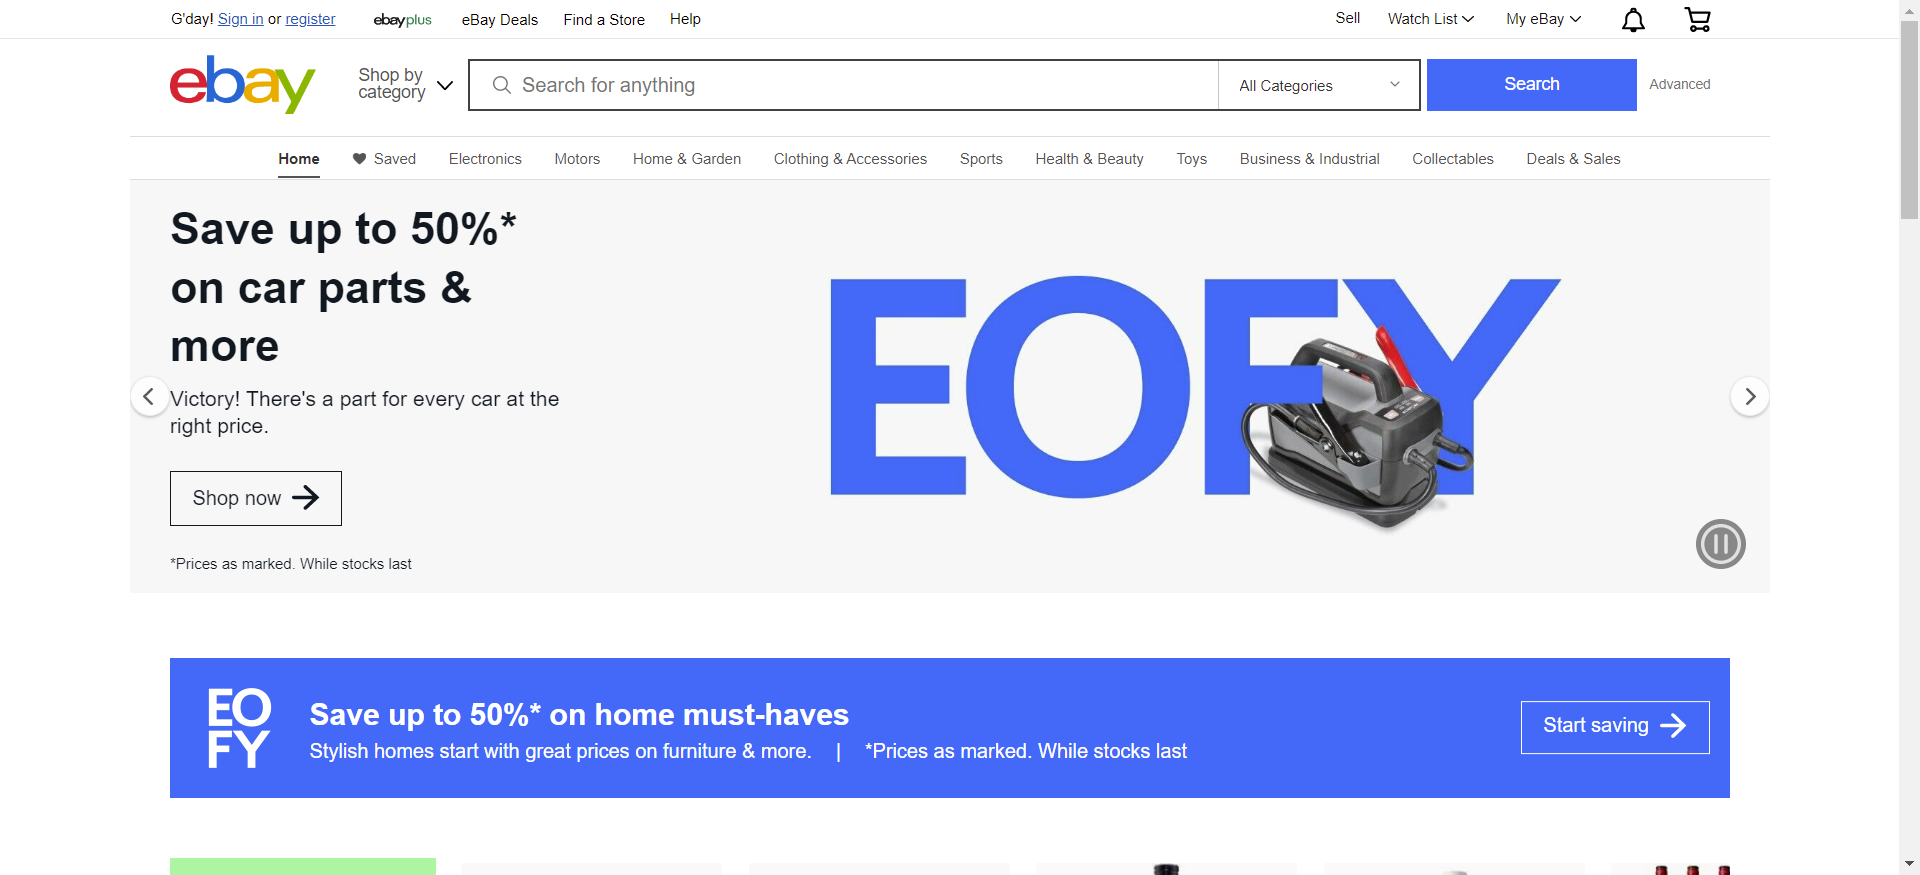 G'day! Sign in or register
ebay plus
eBay Deals
Find a Store
Help
Sell
Watch List
My eBay
ebay
Shop by
category
Search for anything
All Categories
Search
Advanced
Home
Saved
Electronics
Motors
Home & Garden
Clothing & Accessories
Sports
Health & Beauty
Toys
Business & Industrial
Collectables
Deals & Sales
Save up to 50%*
on car parts &
more
Victory! There's a part for every car at the
right price.
Shop now
*Prices as marked. While stocks last
EOFY
EO
FY
Save up to 50%* on home must-haves
Stylish homes start with great prices on furniture & more. | *Prices as marked. While stocks last
Start saving